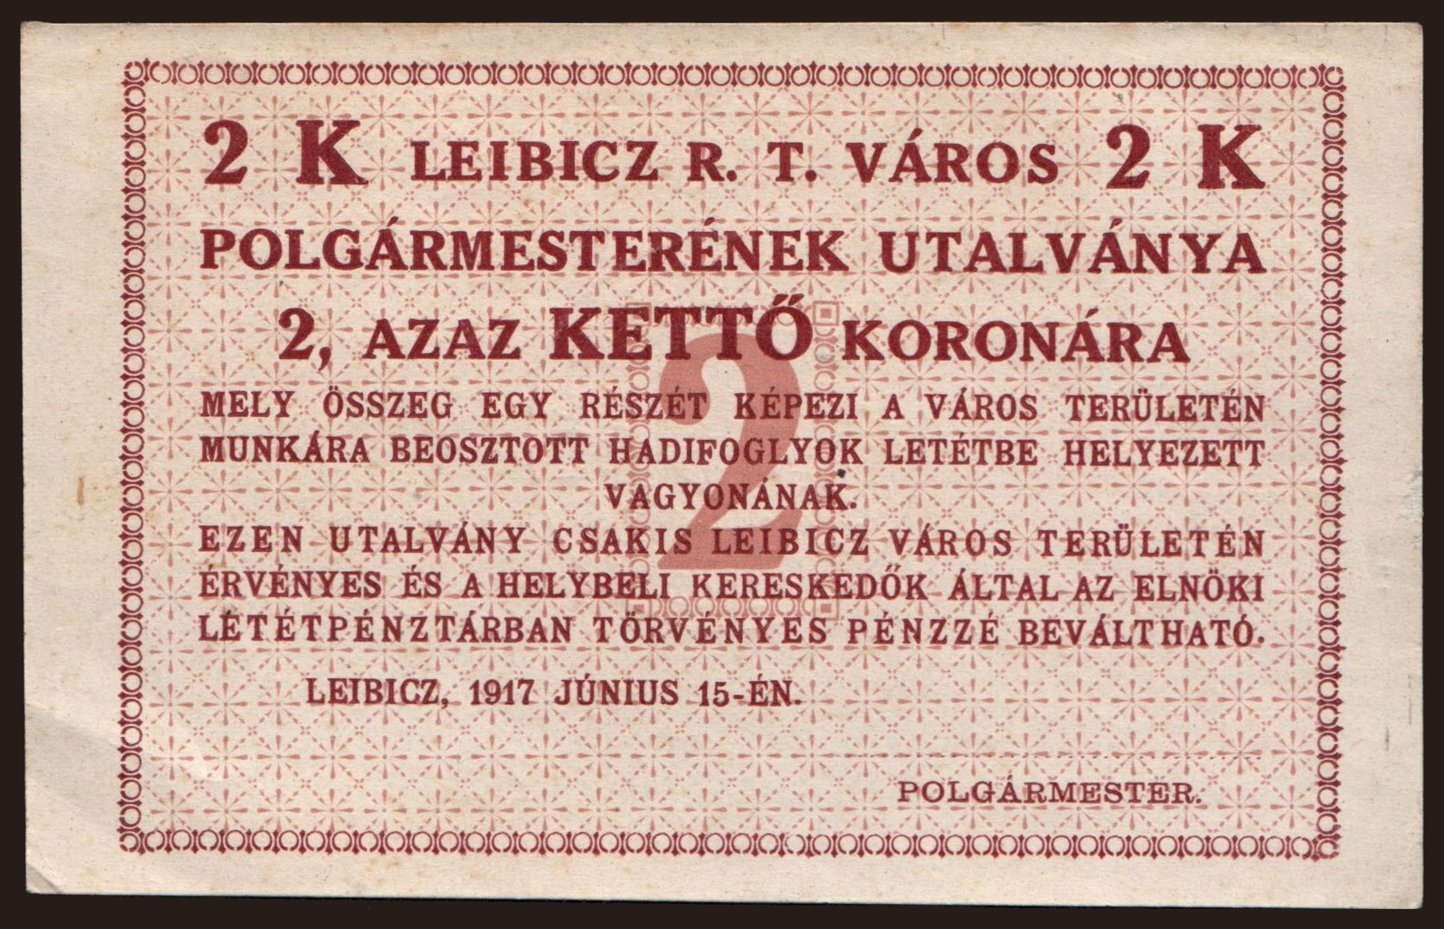 2 K LEIBICZ R. T. VÁROS 2 K
POLGÁRMESTERÉNEK UTALVÁNYA
2, AZAZ KETTŐ KORONÁRA
MELY ÖSSZEG EGY RÉSZÉT KÉPEZI A VÁROS TERÜLETÉN
MUNKÁRA BEOSZTOTT HADIFOGLYOK LETÉTBE HELYEZETT
VAGYONÁNAK.
EZEN UTALVÁNY CSAKIS LEIBICZ VÁROS TERÜLETÉN
ÉRVÉNYES ÉS A HELYBELI KERESKEDŐK ÁLTAL AZ ELNÖKI
LETÉTPÉNZTÁRBAN TÖRVÉNYES PÉNZZÉ BEVÁLTHATÓ.
2
LEIBICZ, 1917 JÚNIUS 15-ÉN.
POLGÁRMESTER.